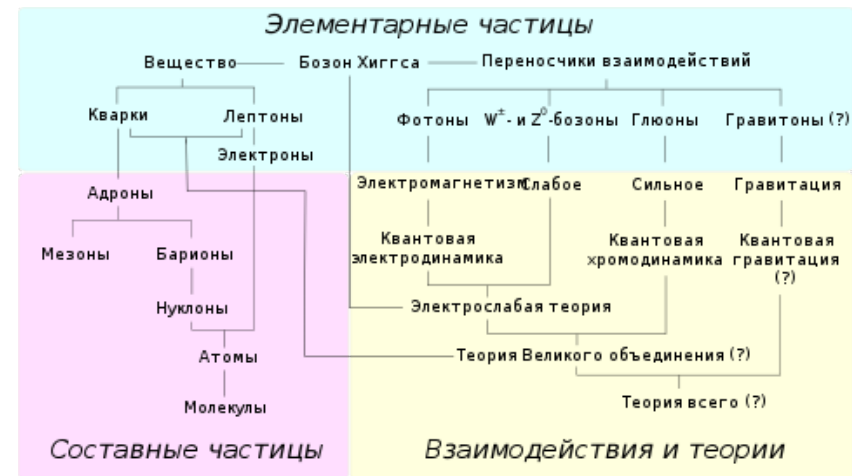 Элементарные частицы
Вещество Бозон Хиггса Переносчики взаимодействий
Кварки Лептоны Фотоны W±- и Z0-бозоны Глюоны Гравитоны (?)
Электроны
Адроны Электромагнетизм Слабое Сильное Гравитация
Мезоны Барионы Квантовая электродинамика Квантовая хромодинамика Квантовая гравитация (?)
Нуклоны Электрослабая теория
Атомы Теория Великого объединения (?)
Молекулы Теория всего (?)
Составные частицы Взаимодействия и теории